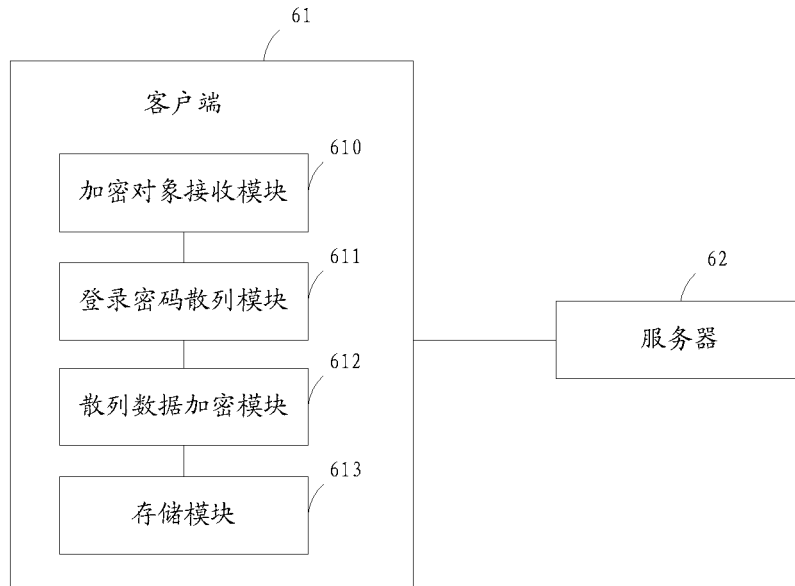 61
客户端
610
加密对象接收模块
611
登录密码散列模块
612
散列数据加密模块
613
存储模块
62
服务器